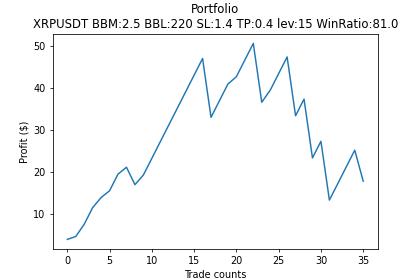 Portfolio
XRPUSDT BBM:2.5 BBL:220 SL:1.4 TP:0.4 lev:15 WinRatio:81.0
50
40
30
20
10
Profit ($)
0 5 10 15 20 25 30 35
Trade counts